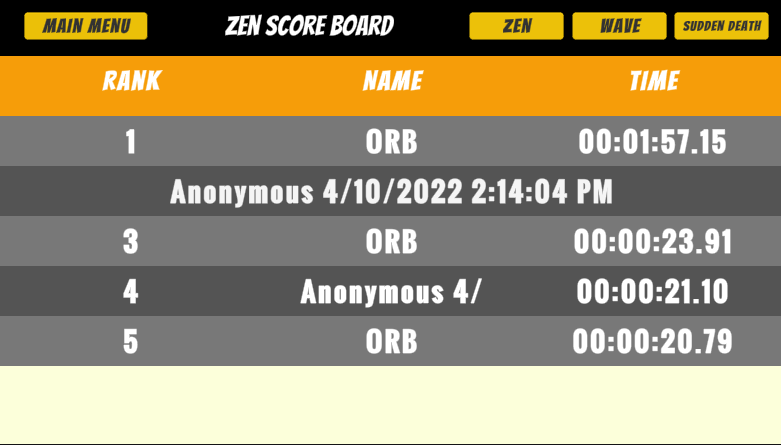 MAIN MENU ZEN SCORE BOARD ZEN WAVE SUDDEN DEATH
RANK NAME TIME
1 ORB 00:01:57.15
Anonymous 4/10/2022 2:14:04 PM
3 ORB 00:00:23.91
4 Anonymous 4/ 00:00:21.10
5 ORB 00:00:20.79